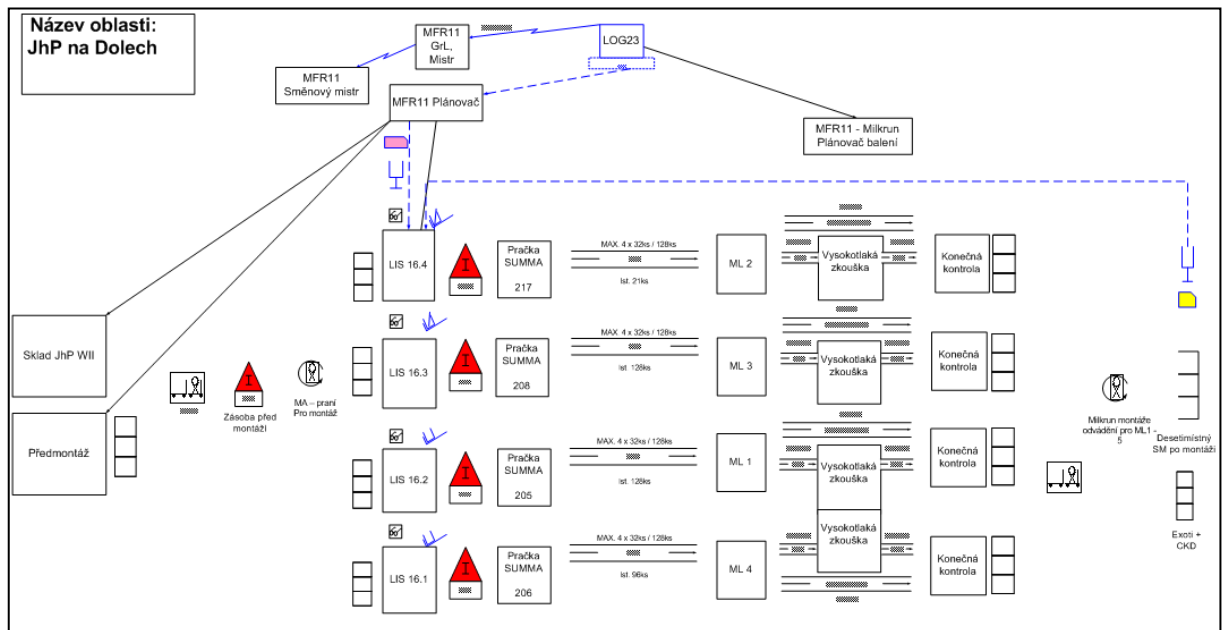 Název oblasti:
JhP na Dolech
MFR11
GrL,
Mistr
LOG23
MFR11
Směnový mistr
MFR11 Plánovač
MFR11 - Milkrun
Plánovač balení
LIS 16.4
I
Pračka
SUMMA
217
MAX. 4 x 32ks / 128ks
Ist. 21ks
ML 2
Vysokotlaká
zkouška
Konečná
kontrola
Sklad JhP WII
LIS 16.3
I
Pračka
SUMMA
208
MAX. 4 x 32ks / 128ks
Ist. 128ks
ML 3
Vysokotlaká
zkouška
Konečná
kontrola
I
Zásoba před
montáží
MA – praní
Pro montáž
Milkrun montáže
odvádění pro ML1 -
5
Desetimístný
SM po montáži
Předmontáž
LIS 16.2
I
Pračka
SUMMA
205
MAX. 4 x 32ks / 128ks
Ist. 128ks
ML 1
Vysokotlaká
zkouška
Konečná
kontrola
Exoti +
CKD
LIS 16.1
I
Pračka
SUMMA
206
MAX. 4 x 32ks / 128ks
Ist. 96ks
ML 4
Vysokotlaká
zkouška
Konečná
kontrola